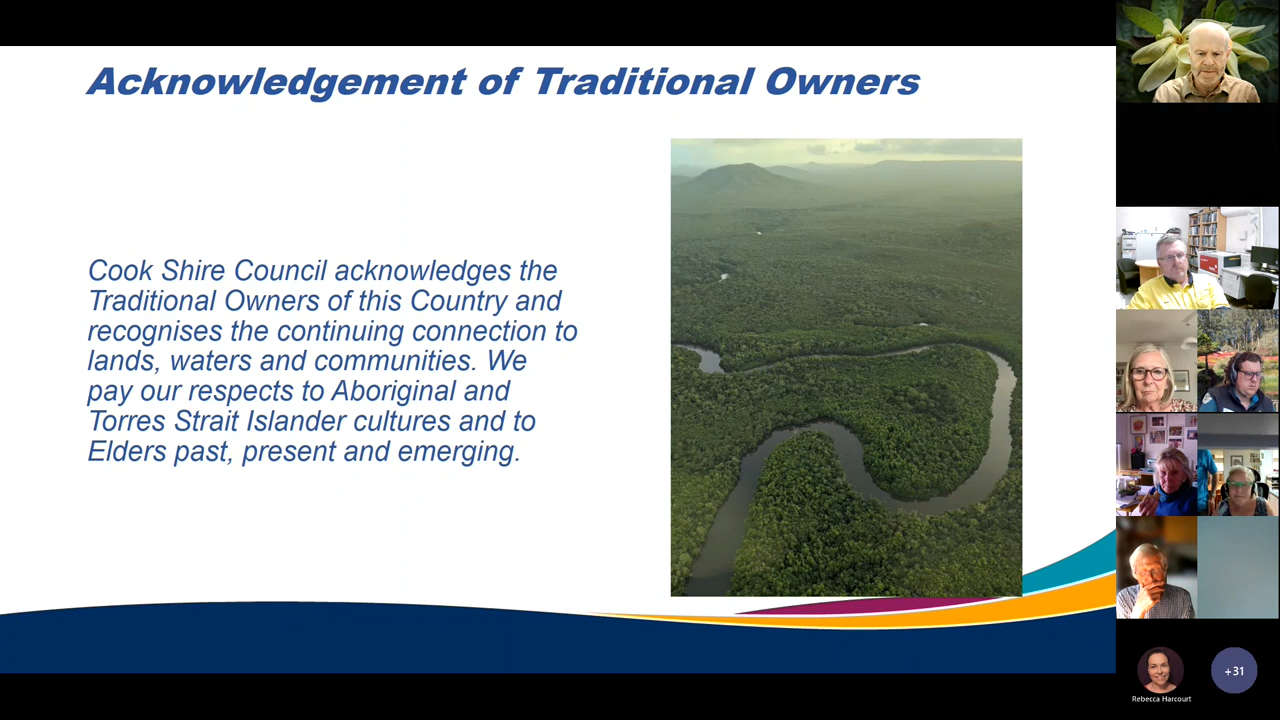 Acknowledgement of Traditional Owners
Cook Shire Council acknowledges the
Traditional Owners of this Country and
recognises the continuing connection to
lands, waters and communities. We
pay our respects to Aboriginal and
Torres Strait Islander cultures and to
Elders past, present and emerging.
Rebecca Harcourt
+31